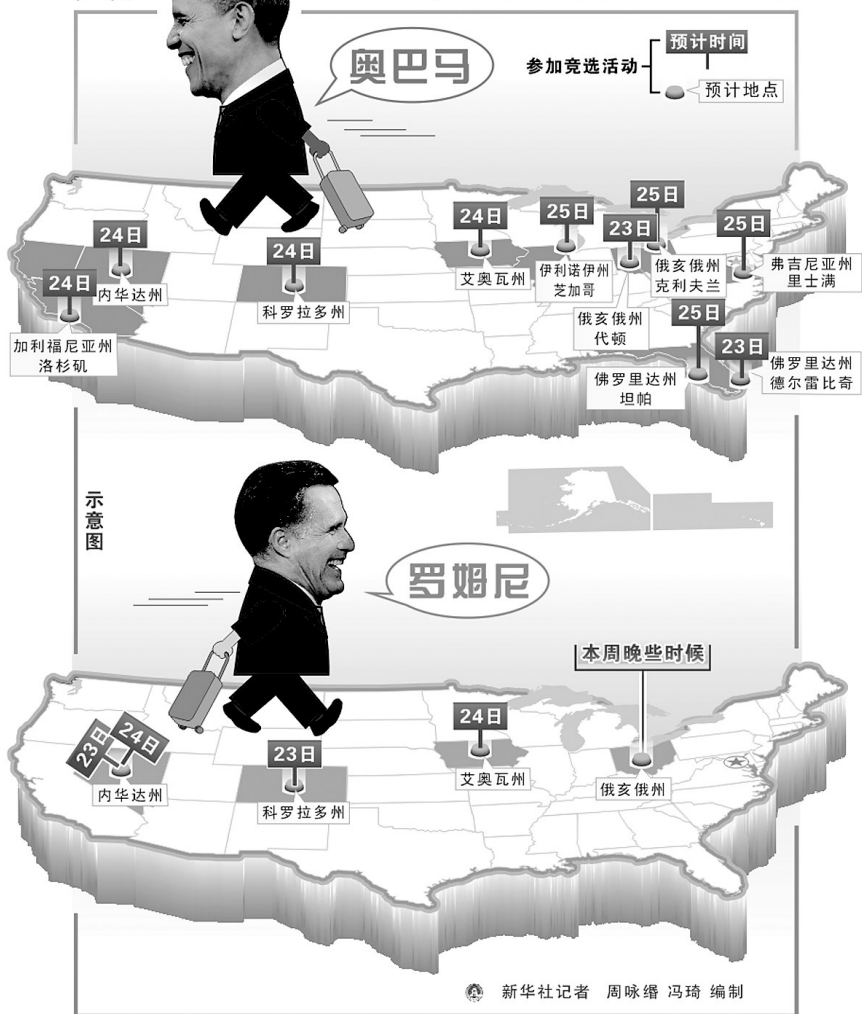 奥巴马
参加竞选活动
预计时间
预计地点
24日
内华达州
24日
加利福尼亚州
洛杉矶
24日
科罗拉多州
24日
艾奥瓦州
25日
伊利诺伊州
芝加哥
23日
俄亥俄州
代顿
25日
俄亥俄州
克利夫兰
25日
弗吉尼亚州
里士满
25日
佛罗里达州
坦帕
23日
佛罗里达州
德尔雷比奇
示意图
罗姆尼
23日
24日
内华达州
23日
科罗拉多州
24日
艾奥瓦州
本周晚些时候
俄亥俄州
新华社记者 周咏缗 冯琦 编制